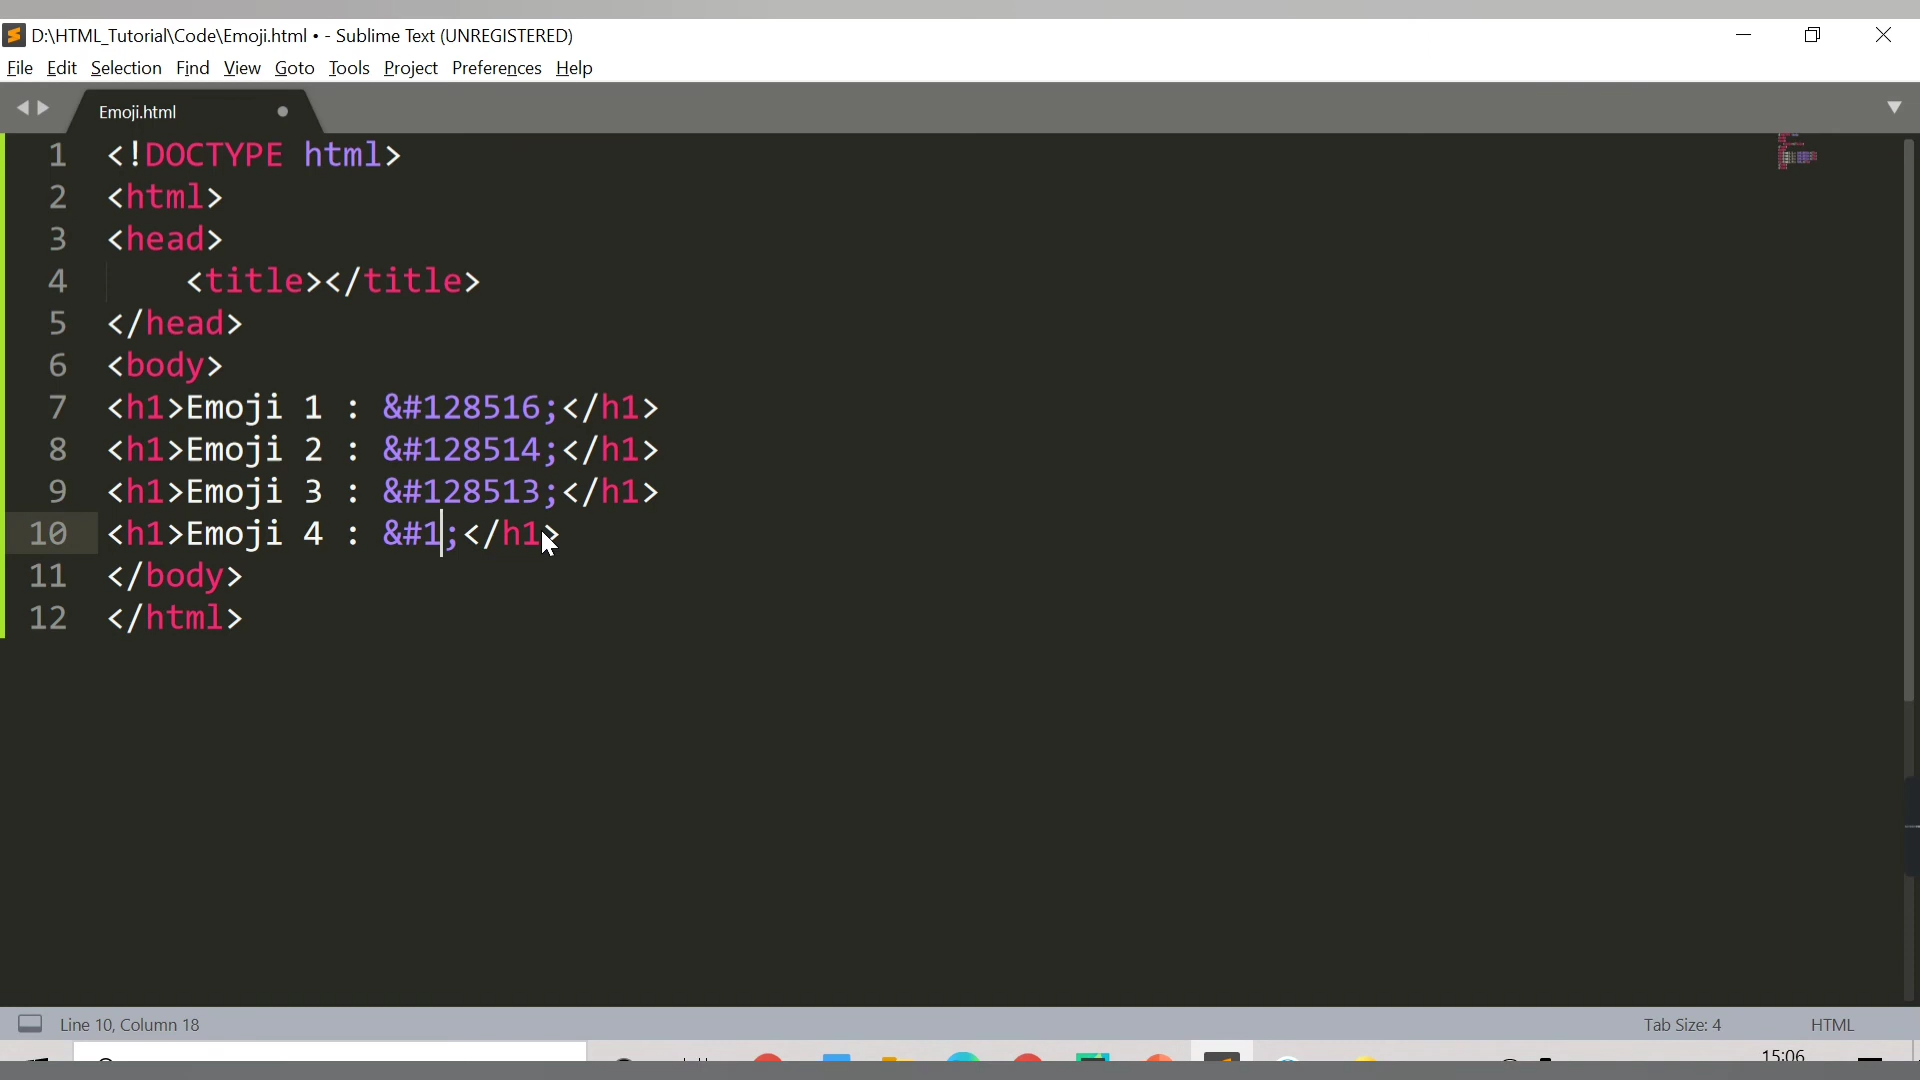 D:\HTML_Tutorial\Code\Emoji.html • - Sublime Text (UNREGISTERED)
File Edit Selection Find View Goto Tools Project Preferences Help
Emoji.html
1 <!DOCTYPE html>
2 <html>
3 <head>
4     <title></title>
5 </head>
6 <body>
7 <h1>Emoji 1 : &#128516;</h1>
8 <h1>Emoji 2 : &#128514;</h1>
9 <h1>Emoji 3 : &#128513;</h1>
10 <h1>Emoji 4 : &#1;</h1>
11 </body>
12 </html>
Line 10, Column 18 Tab Size: 4 HTML
15:06